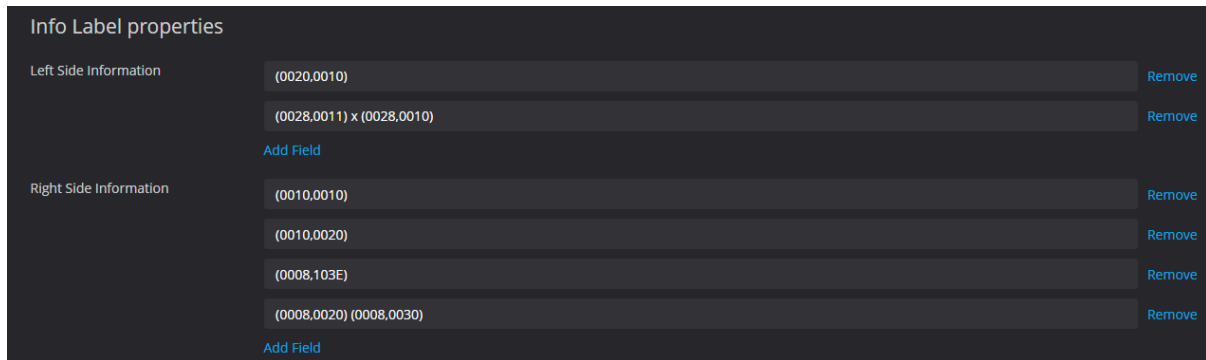 Info Label properties
Left Side Information
(0020,0010)
Remove
(0028,0011) x (0028,0010)
Remove
Add Field
Right Side Information
(0010,0010)
Remove
(0010,0020)
Remove
(0008,103E)
Remove
(0008,0020) (0008,0030)
Remove
Add Field